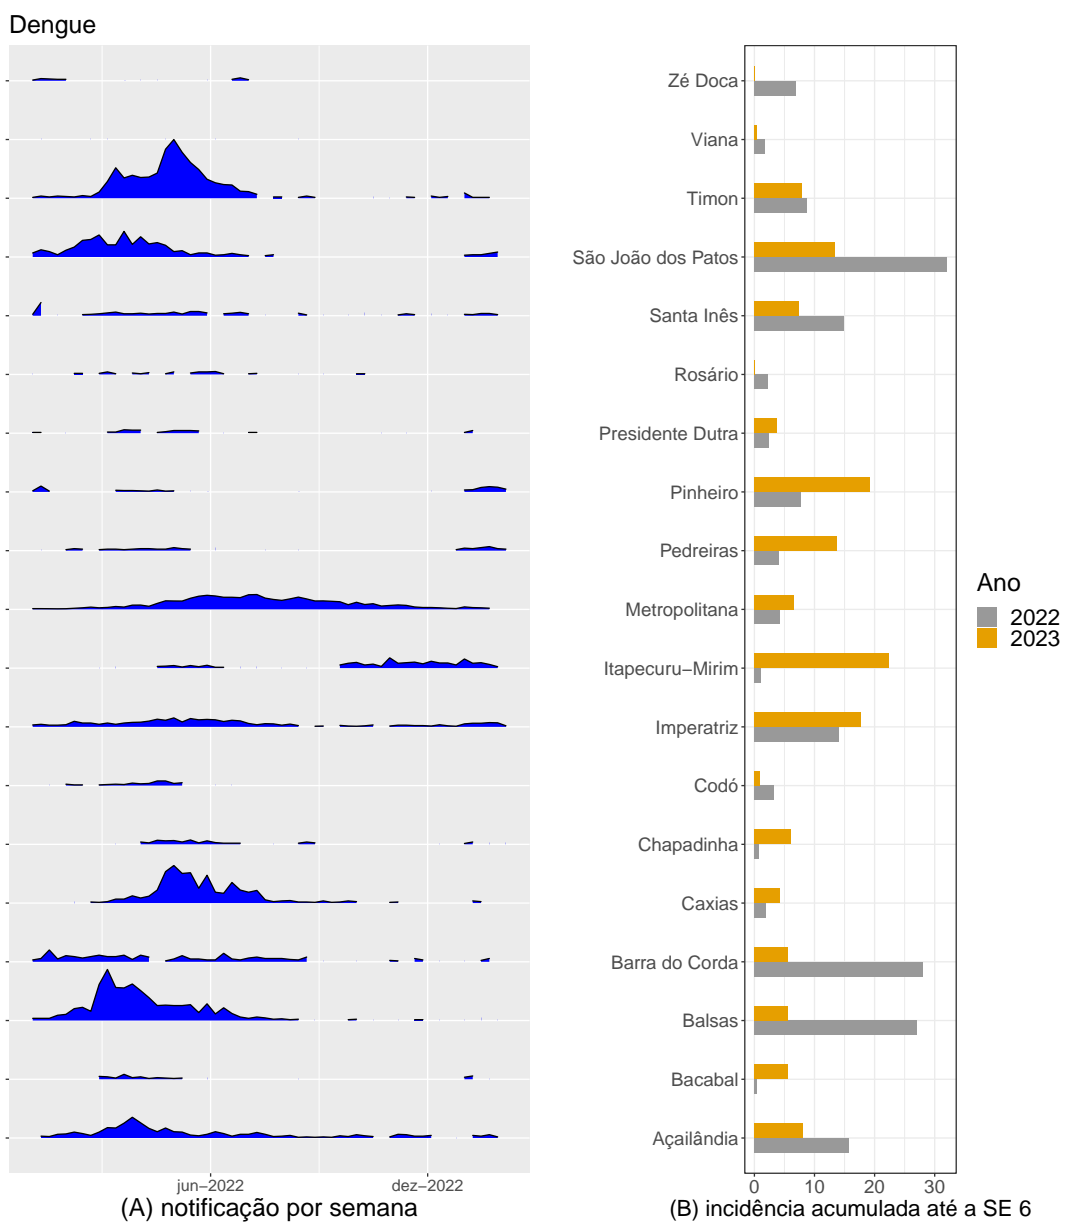 Dengue
Zé Doca
Viana
Timon
São João dos Patos
Santa Inês
Rosário
Presidente Dutra
Pinheiro
Pedreiras
Metropolitana
Itapecuru−Mirim
Imperatriz
Codó
Chapadinha
Caxias
Barra do Corda
Balsas
Bacabal
Açailândia
jun−2022 dez−2022
(A) notificação por semana
0 10 20 30
(B) incidência acumulada até a SE 6
Ano
2022
2023